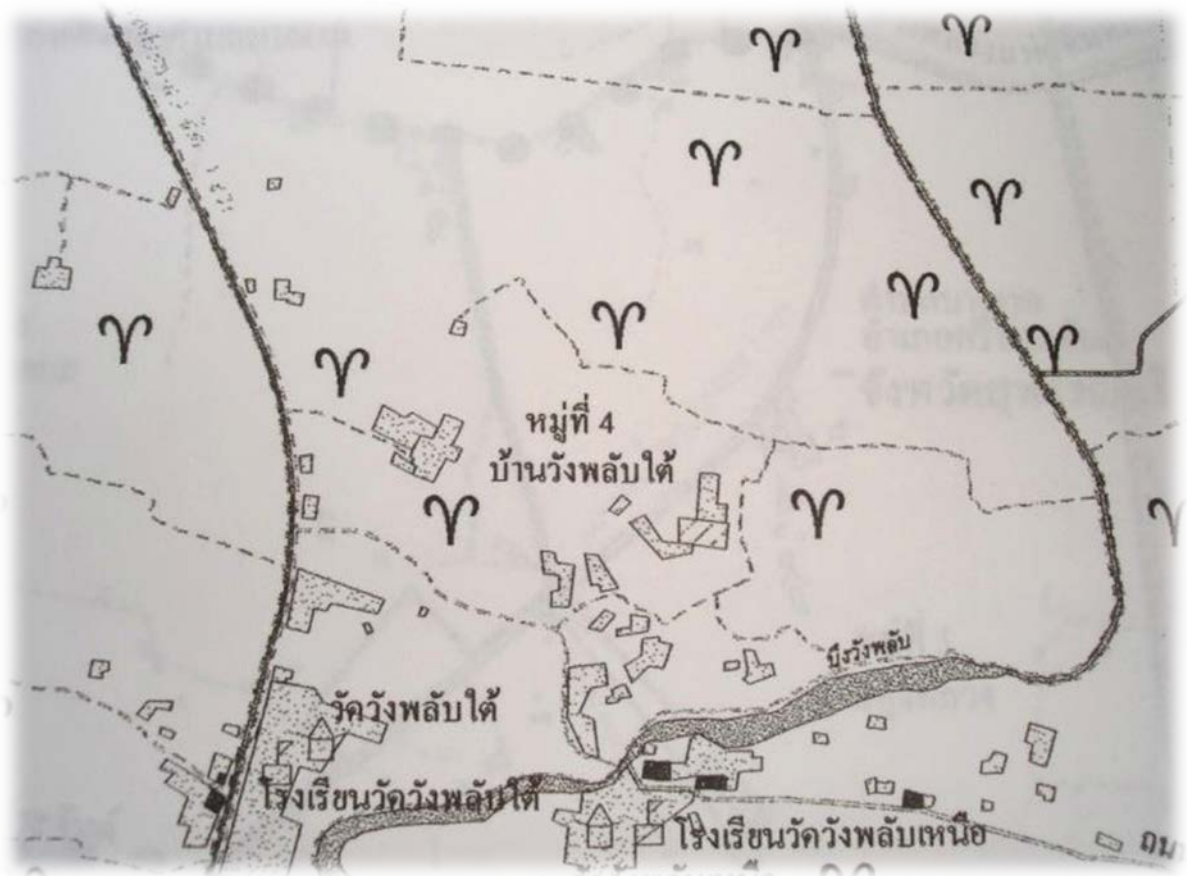 หมู่ที่ 4
บ้านวังพลับใต้
บึงวังพลับ
วัดวังพลับใต้
โรงเรียนวัดวังพลับใต้
โรงเรียนวัดวังพลับเหนือ